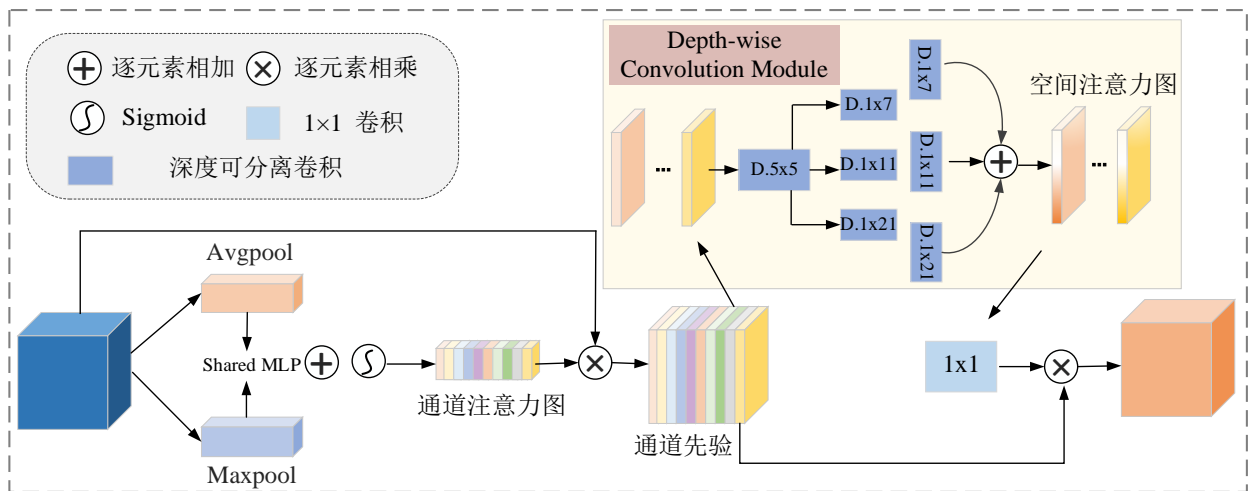 逐元素相加
逐元素相乘
Sigmoid
1×1 卷积
深度可分离卷积
Depth-wise
Convolution Module
D.5x5
D.1x7
D.1x11
D.1x21
D.1x7
D.1x11
D.1x21
空间注意力图
...
...
Avgpool
Shared MLP
Maxpool
通道注意力图
通道先验
1x1